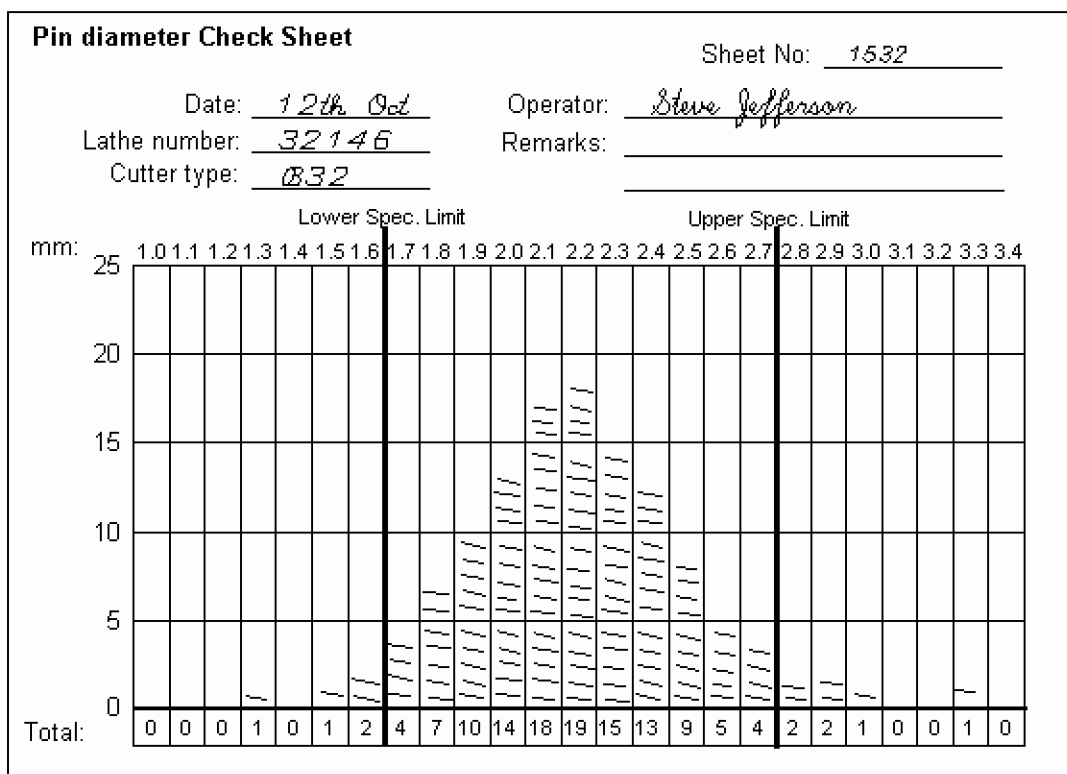 Pin diameter Check Sheet
Sheet No: 1532
Date: 12th Oct Operator: Steve Jefferson
Lathe number: 32146 Remarks:
Cutter type: B32
Lower Spec. Limit Upper Spec. Limit
mm: 1.0 1.1 1.2 1.3 1.4 1.5 1.6 1.7 1.8 1.9 2.0 2.1 2.2 2.3 2.4 2.5 2.6 2.7 2.8 2.9 3.0 3.1 3.2 3.3 3.4
25
20
15
10
5
0
Total: 0 0 0 1 0 1 2 4 7 10 14 18 19 15 13 9 5 4 2 2 1 0 0 1 0